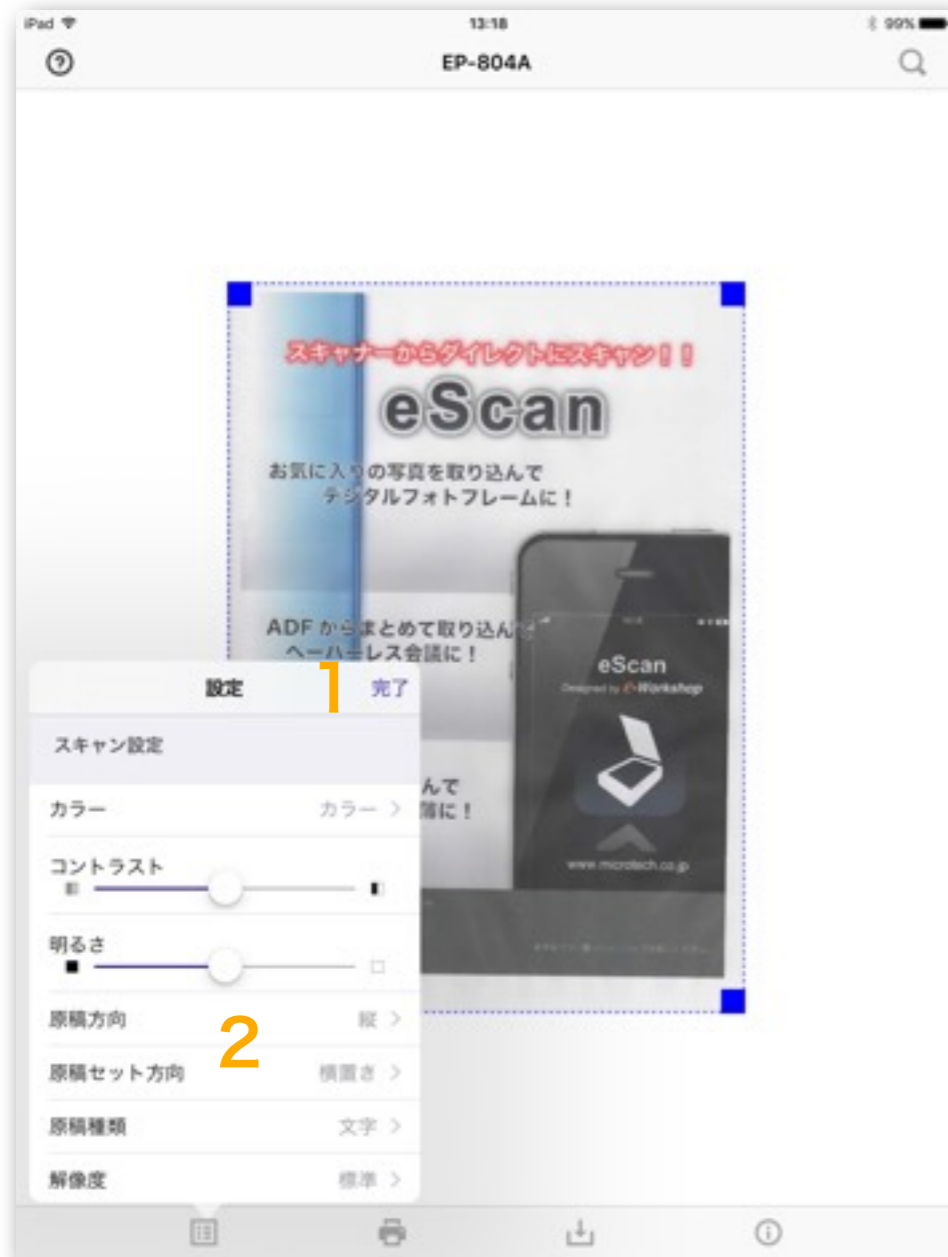 iPad 13:18 99%
EP-804A
スキャナーからダイレクトにスキャン！！
eScan
お気に入りの写真を取り込んで
デジタルフォトフレームに！
ADF からまとめて取り込んで
ペーパーレス会議に！
eScan
Designed by e-Workshop
www.microtech.co.jp
んで
落に！
1
設定 完了
スキャン設定
カラー カラー
コントラスト
明るさ
2
原稿方向 縦
原稿セット方向 横置き
原稿種類 文字
解像度 標準